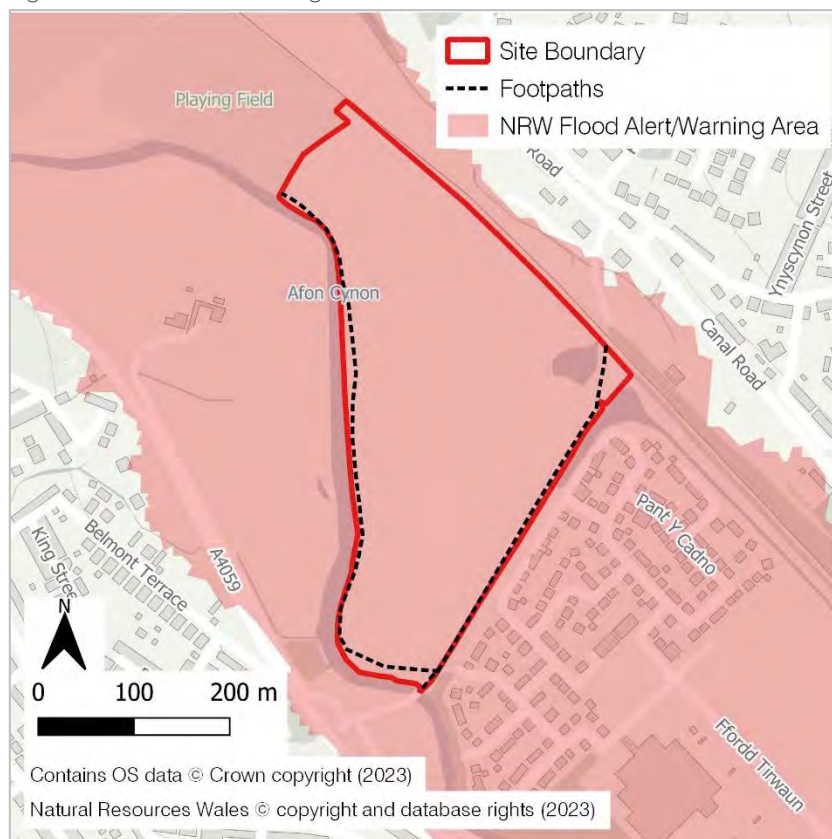 Site Boundary
Footpaths
NRW Flood Alert/Warning Area
Playing Field
Road
Ynyscynon Street
Afon Cynon
Canal Road
Pant Y Cadno
Belmont Terrace
King Street
A4059
N
0 100 200 m
Ffordd Tirwaun
Contains OS data © Crown copyright (2023)
Natural Resources Wales © copyright and database rights (2023)